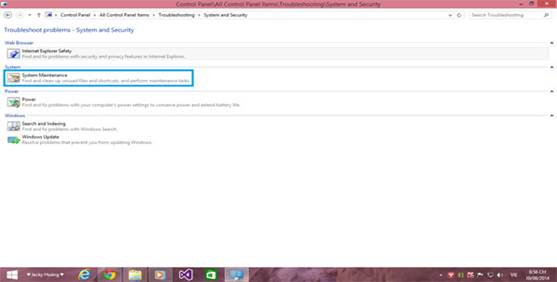 Control Panel\All Control Panel Items\Troubleshooting\System and Security
Control Panel ▸ All Control Panel Items ▸ Troubleshooting ▸ System and Security
Search Troubleshooting
Troubleshoot problems - System and Security
Web Browser
Internet Explorer Safety
Find and fix problems with security and privacy features in Internet Explorer.
System
System Maintenance
Find and clean up unused files and shortcuts, and perform maintenance tasks.
Power
Power
Find and fix problems with your computer's power settings to conserve power and extend battery life.
Windows
Search and Indexing
Find and fix problems with Windows Search.
Windows Update
Resolve problems that prevent you from updating Windows.
♥ Jacky Hoàng ♥
VIE
8:56 CH
10/08/2014